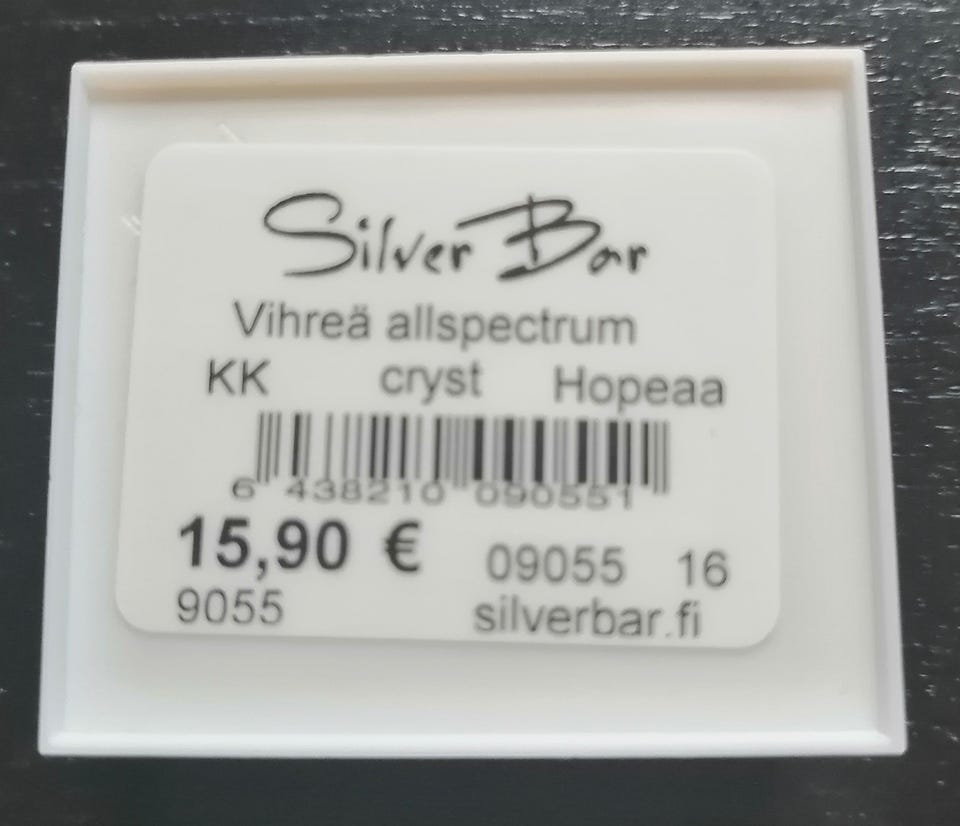 Silver Bar
Vihreä allspectrum
KK cryst Hopeaa
6 438210 090551
15,90 € 09055 16
9055 silverbar.fi